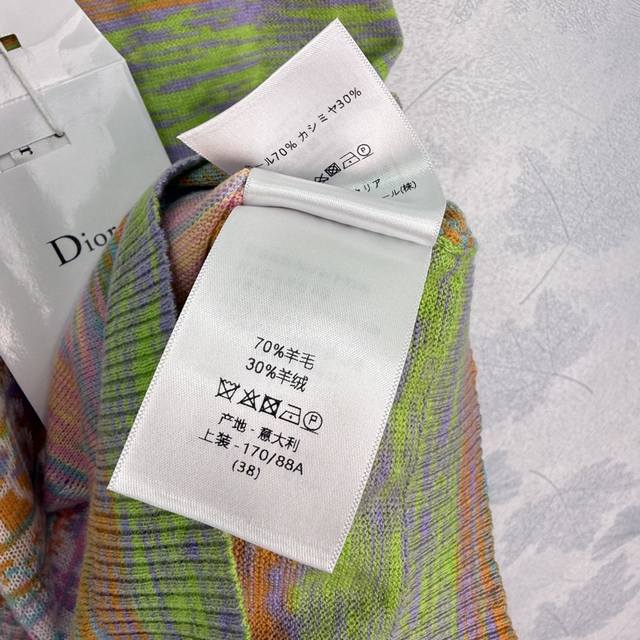 ール70% カシミヤ30%
タリア
ール(株)
Dior
70%羊毛
30%羊绒
P
产地 - 意大利
上装 - 170/88A
(38)